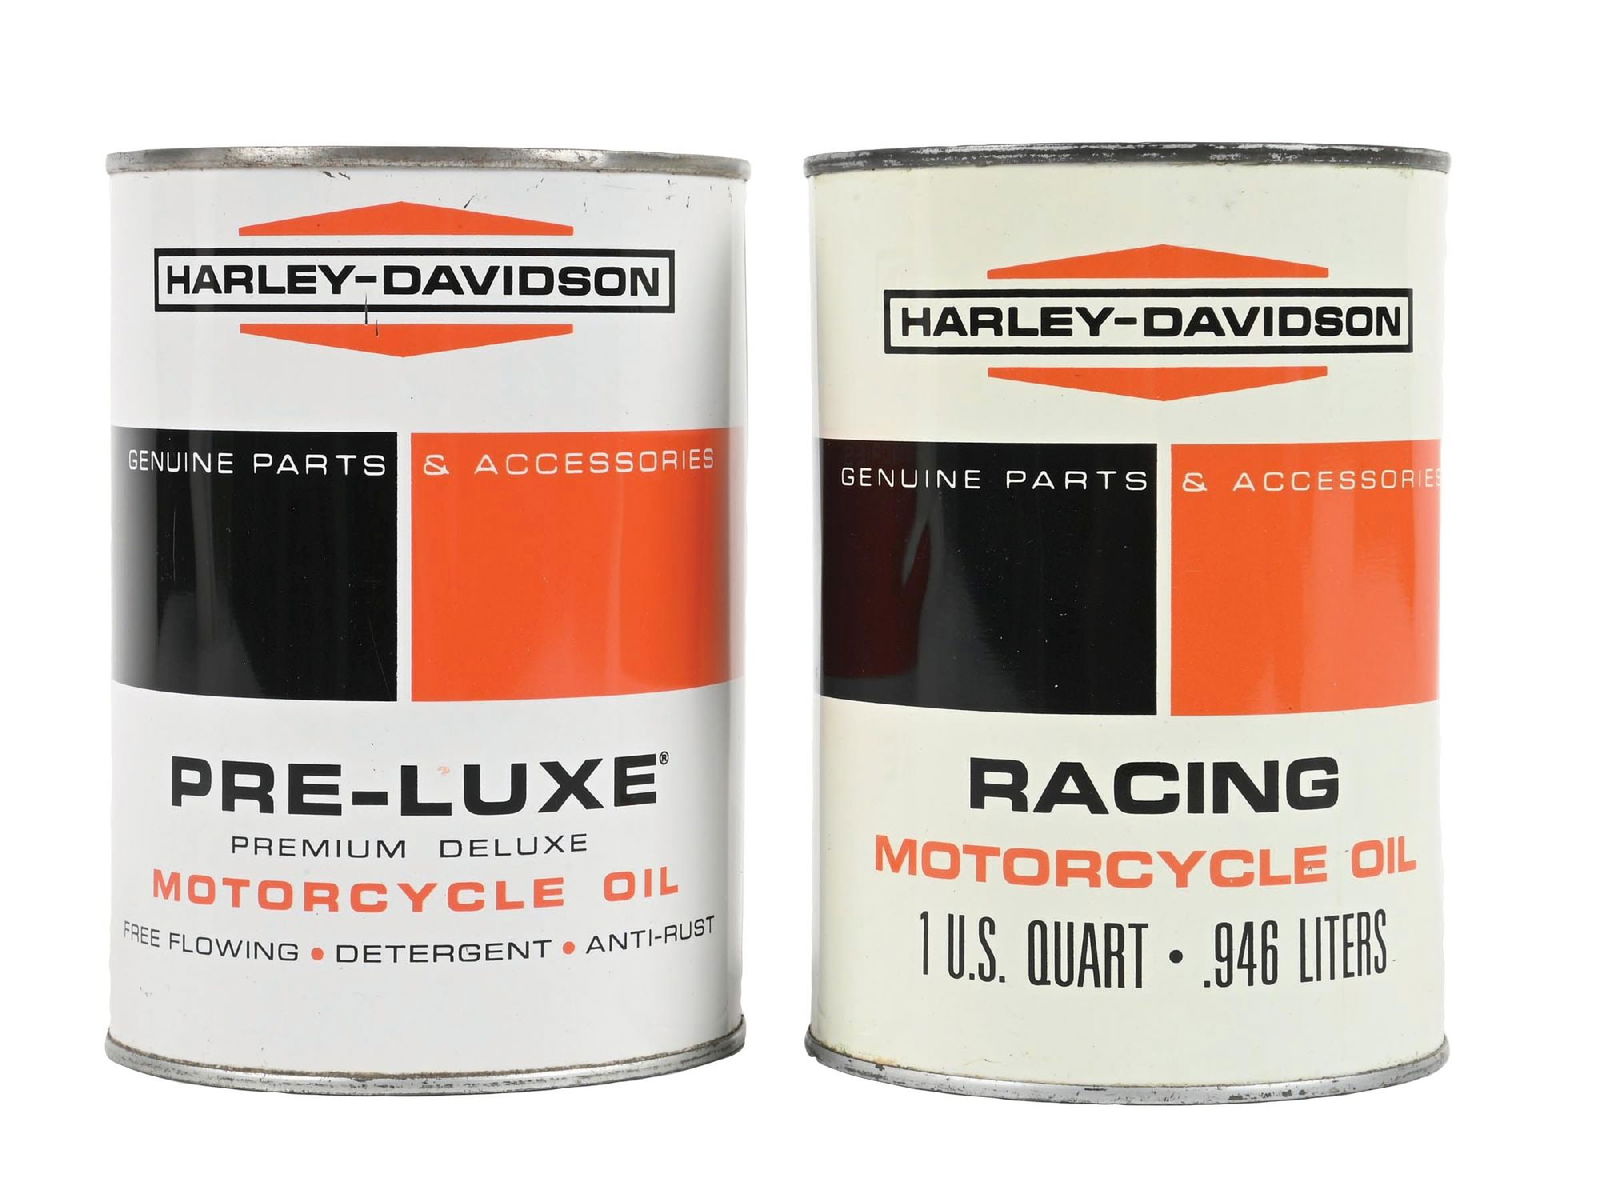 HARLEY-DAVIDSON
GENUINE PARTS & ACCESSORIES
PRE-LUXE®
PREMIUM DELUXE
MOTORCYCLE OIL
FREE FLOWING • DETERGENT • ANTI-RUST
HARLEY-DAVIDSON
GENUINE PARTS & ACCESSORIES
RACING
MOTORCYCLE OIL
1 U.S. QUART • .946 LITERS